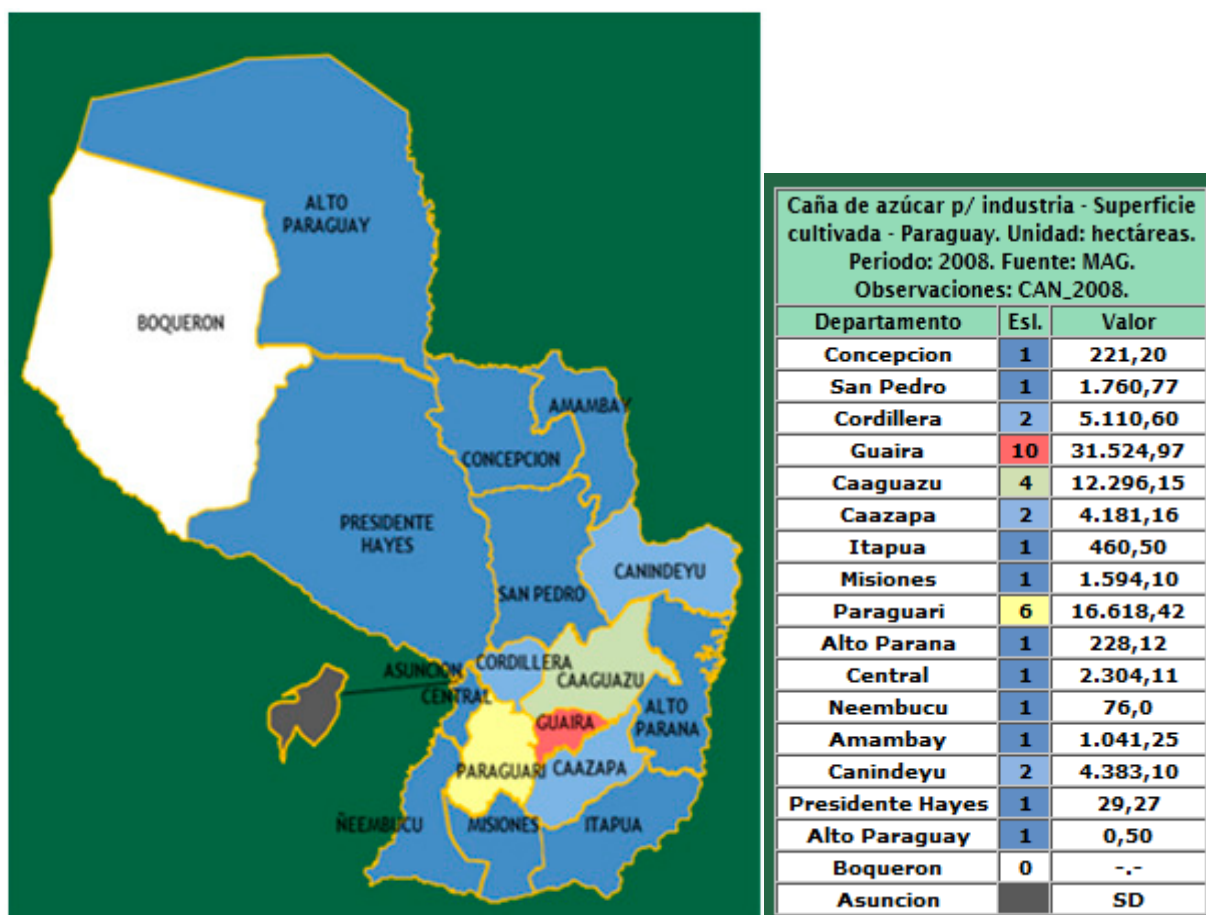 ALTO
PARAGUAY
BOQUERON
AMAMBAY
CONCEPCION
PRESIDENTE
HAYES
CANINDEYU
SAN PEDRO
ASUNCION
CORDILLERA
CAAGUAZU
CENTRAL
GUAIRA
ALTO
PARANA
PARAGUARI
CAAZAPA
ÑEEMBUCU
MISIONES
ITAPUA
Caña de azúcar p/ industria - Superficie
cultivada - Paraguay. Unidad: hectáreas.
Periodo: 2008. Fuente: MAG.
Observaciones: CAN_2008.
Departamento Esl. Valor
Concepcion 1 221,20
San Pedro 1 1.760,77
Cordillera 2 5.110,60
Guaira 10 31.524,97
Caaguazu 4 12.296,15
Caazapa 2 4.181,16
Itapua 1 460,50
Misiones 1 1.594,10
Paraguari 6 16.618,42
Alto Parana 1 228,12
Central 1 2.304,11
Neembucu 1 76,0
Amambay 1 1.041,25
Canindeyu 2 4.383,10
Presidente Hayes 1 29,27
Alto Paraguay 1 0,50
Boqueron 0 -.-
Asuncion SD